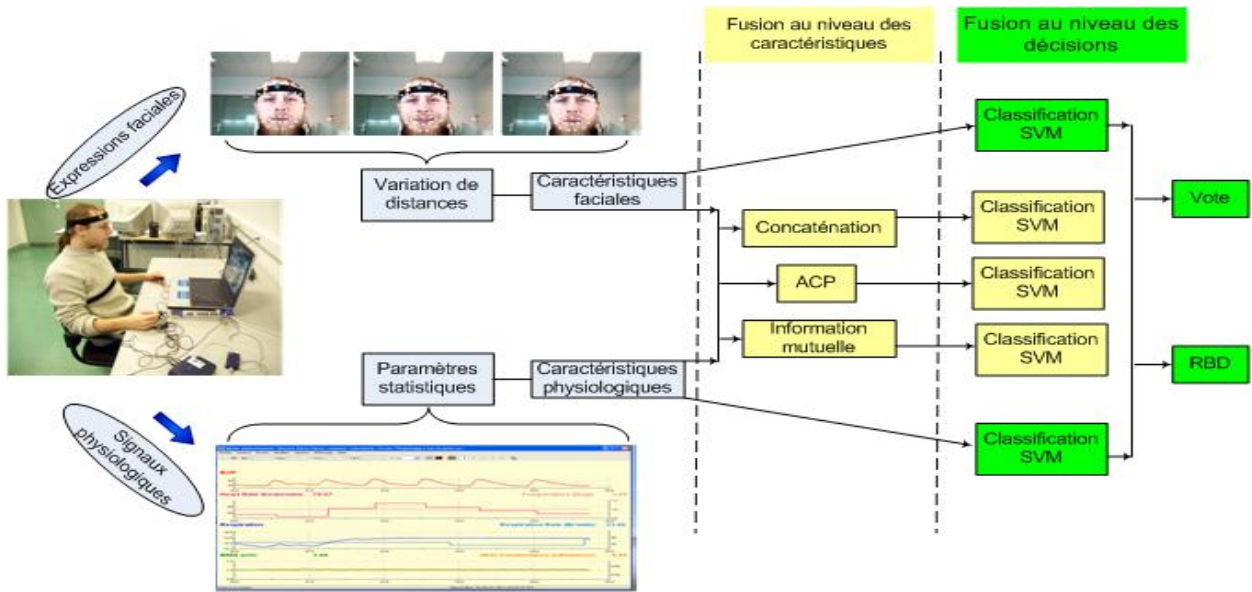 Fusion au niveau des
caractéristiques
Fusion au niveau des
décisions
Expressions faciales
Variation de
distances
Caractéristiques
faciales
Classification
SVM
Concaténation
Classification
SVM
Vote
ACP
Classification
SVM
Information
mutuelle
Classification
SVM
RBD
Paramètres
statistiques
Caractéristiques
physiologiques
Classification
SVM
Signaux
physiologiques
Respiration